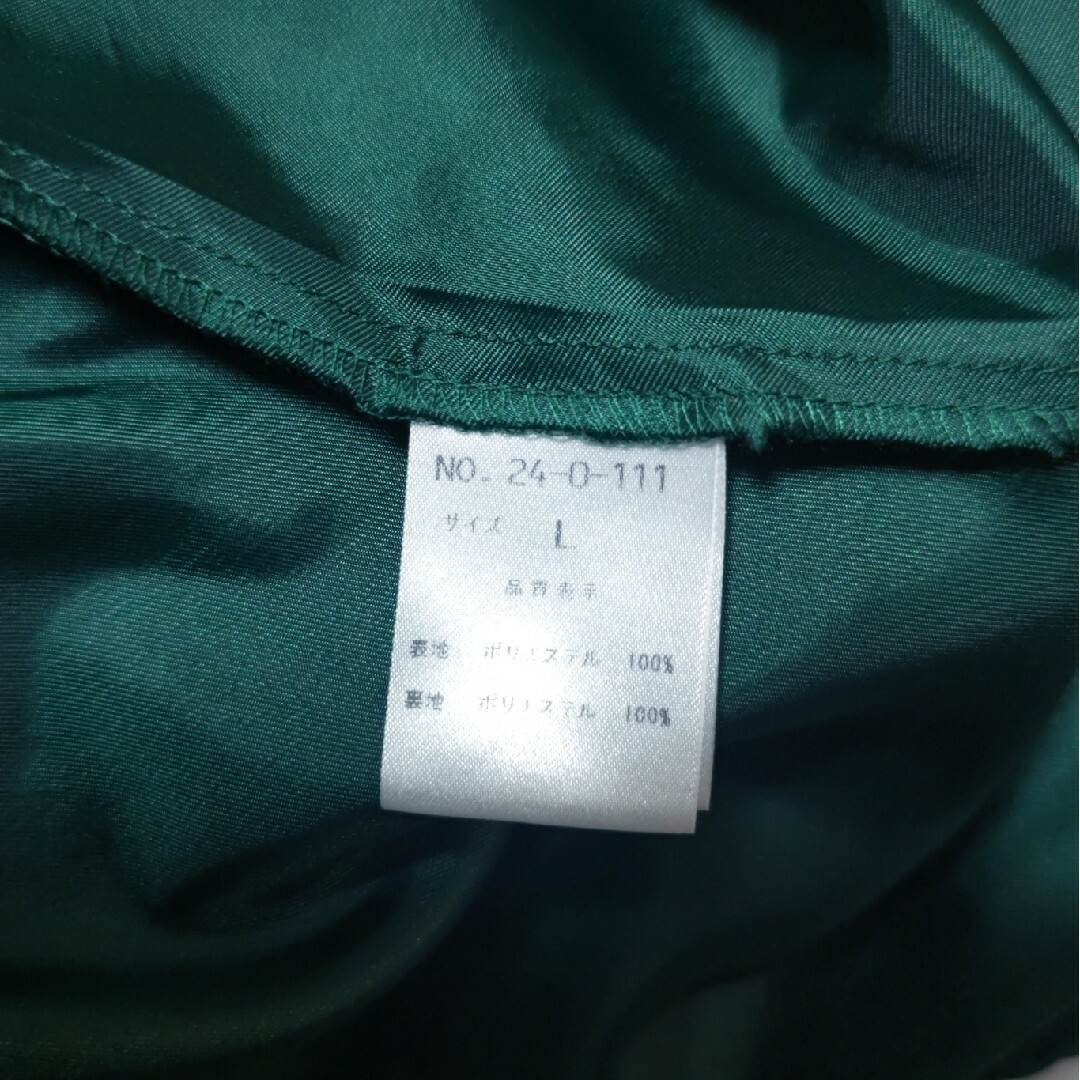 NO. 24-0-111
サイズ L
品質表示
表地 ポリエステル 100%
裏地 ポリエステル 100%